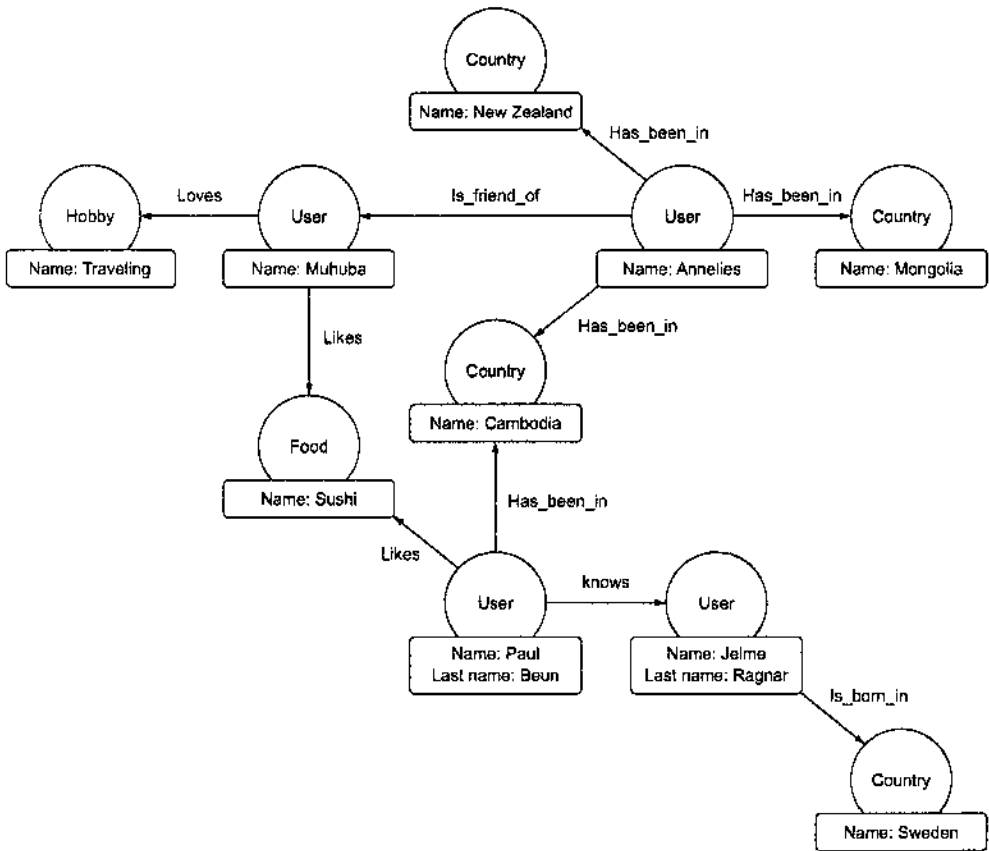 Country
Name: New Zealand
Has_been_in
Loves
Is_friend_of
Has_been_in
Hobby
User
User
Country
Name: Traveling
Name: Muhuba
Name: Annelies
Name: Mongolia
Has_been_in
Likes
Country
Name: Cambodia
Food
Name: Sushi
Has_been_in
Likes
knows
User
User
Name: Paul
Last name: Beun
Name: Jelme
Last name: Ragnar
Is_born_in
Country
Name: Sweden